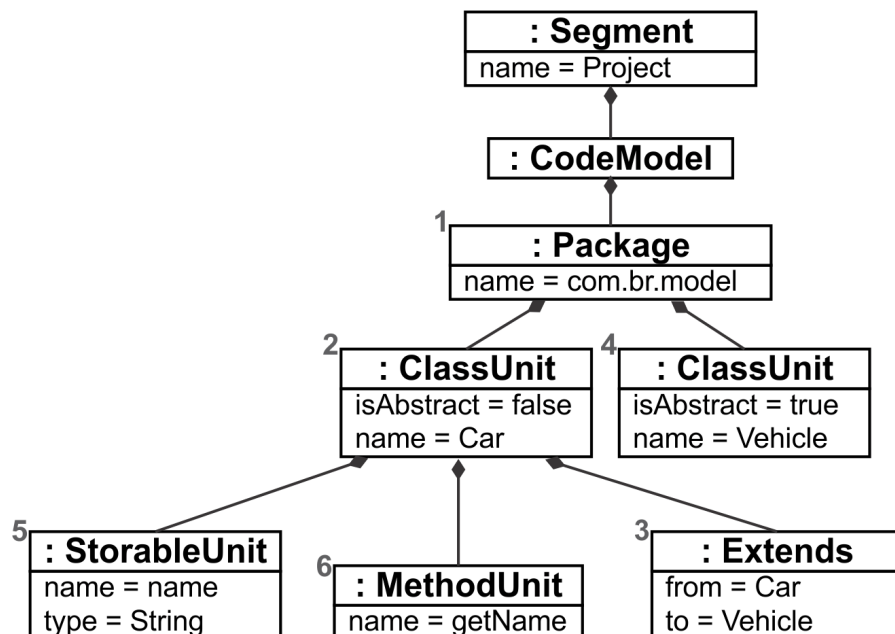 : Segment
name = Project
: CodeModel
1
: Package
name = com.br.model
2
: ClassUnit
isAbstract = false
name = Car
4
: ClassUnit
isAbstract = true
name = Vehicle
5
: StorableUnit
name = name
type = String
6
: MethodUnit
name = getName
3
: Extends
from = Car
to = Vehicle